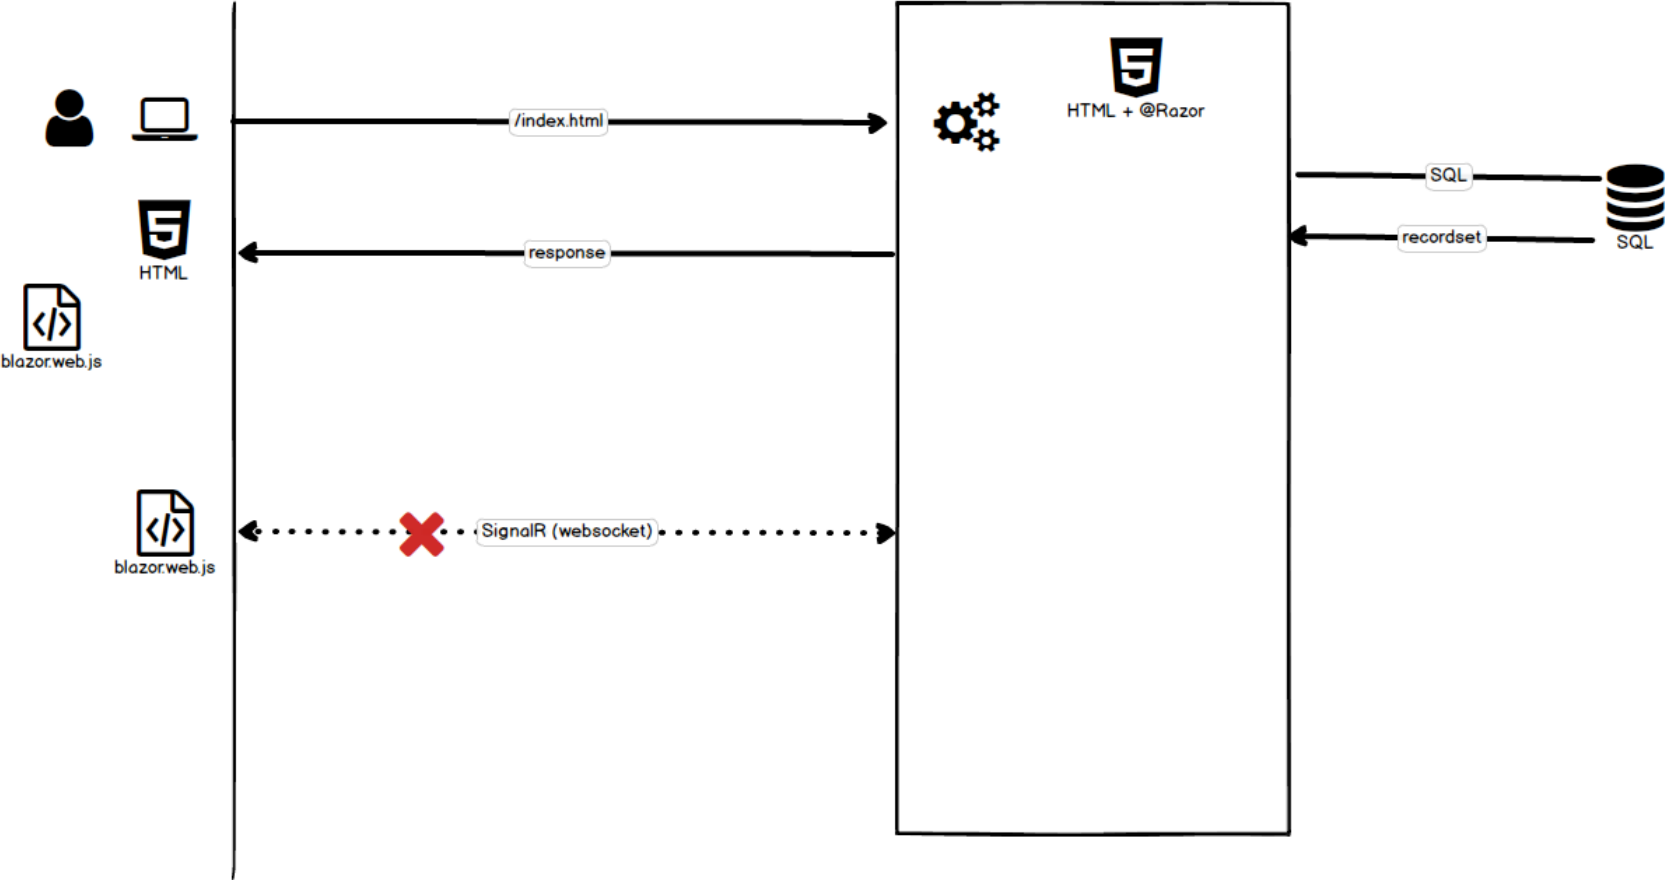 HTML + @Razor
/index.html
SQL
recordset
SQL
response
HTML
blazor.web.js
SignalR (websocket)
blazor.web.js